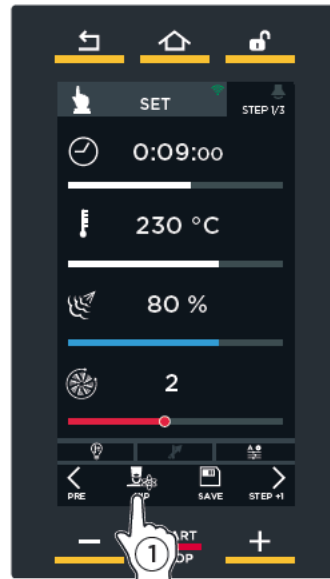 SET
STEP 1/3
0:09:00
230 °C
80 %
2
PRE
SAVE
STEP +1
1